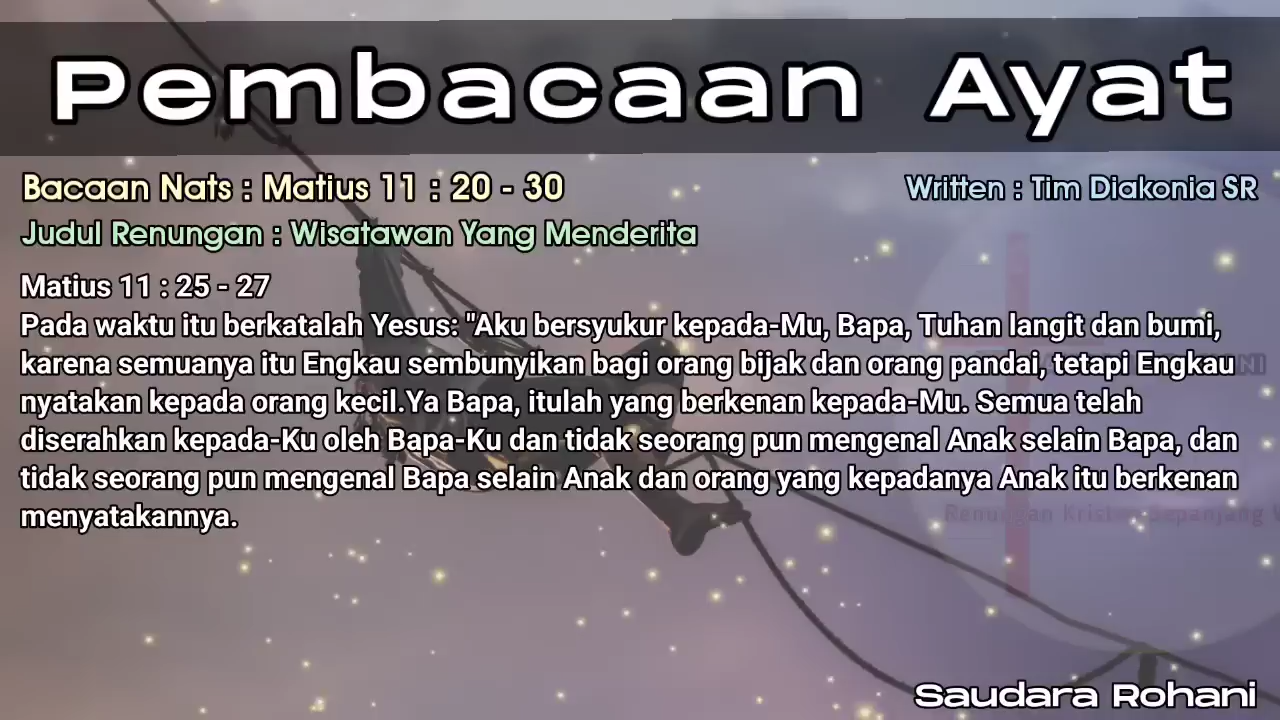 Pembacaan Ayat
Bacaan Nats : Matius 11 : 20 - 30
Written : Tim Diakonia SR
Judul Renungan : Wisatawan Yang Menderita
Matius 11 : 25 - 27
Pada waktu itu berkatalah Yesus: "Aku bersyukur kepada-Mu, Bapa, Tuhan langit dan bumi,
karena semuanya itu Engkau sembunyikan bagi orang bijak dan orang pandai, tetapi Engkau
nyatakan kepada orang kecil.Ya Bapa, itulah yang berkenan kepada-Mu. Semua telah
diserahkan kepada-Ku oleh Bapa-Ku dan tidak seorang pun mengenal Anak selain Bapa, dan
tidak seorang pun mengenal Bapa selain Anak dan orang yang kepadanya Anak itu berkenan
menyatakannya.
Renungan Kristen Sepanjang
Saudara Rohani